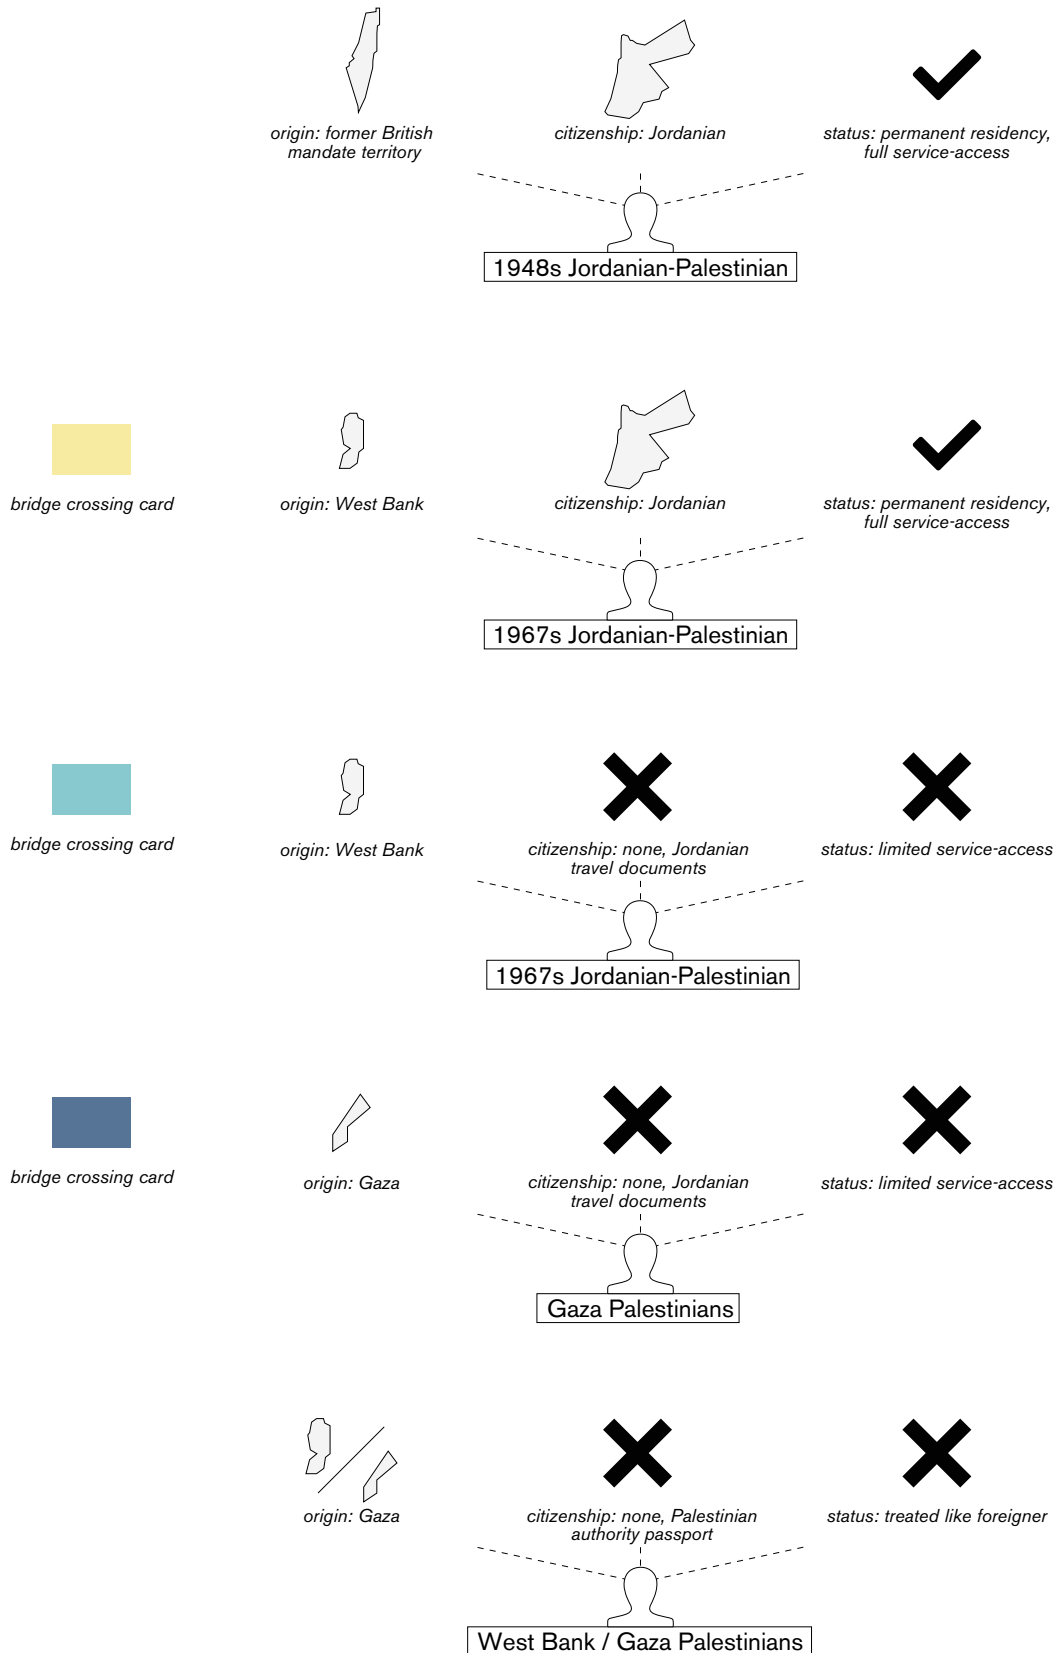 origin: former British
mandate territory
citizenship: Jordanian
status: permanent residency,
full service-access
1948s Jordanian-Palestinian
bridge crossing card
origin: West Bank
citizenship: Jordanian
status: permanent residency,
full service-access
1967s Jordanian-Palestinian
bridge crossing card
origin: West Bank
citizenship: none, Jordanian
travel documents
status: limited service-access
1967s Jordanian-Palestinian
bridge crossing card
origin: Gaza
citizenship: none, Jordanian
travel documents
status: limited service-access
Gaza Palestinians
origin: Gaza
citizenship: none, Palestinian
authority passport
status: treated like foreigner
West Bank / Gaza Palestinians